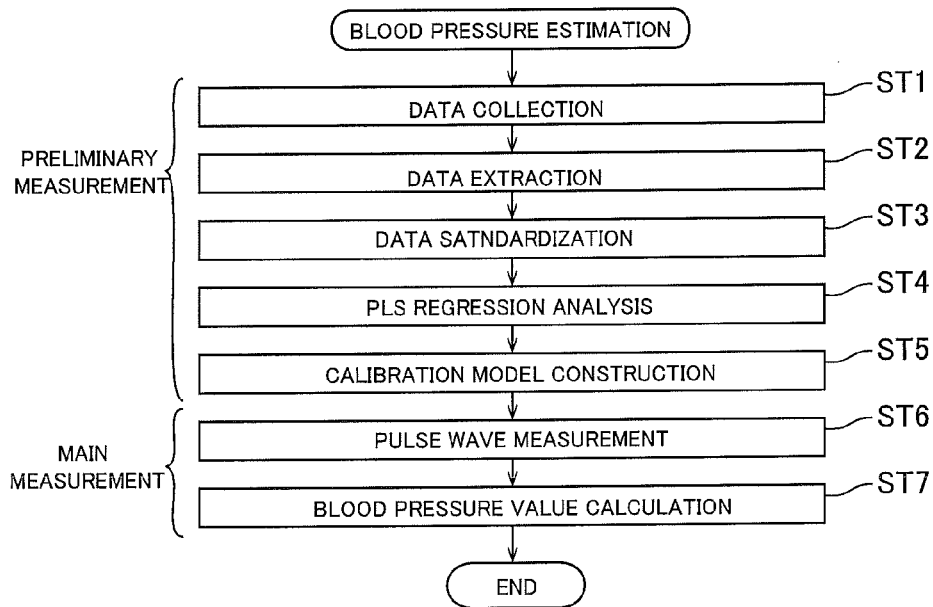 BLOOD PRESSURE ESTIMATION
ST1
DATA COLLECTION
ST2
DATA EXTRACTION
PRELIMINARY
MEASUREMENT
ST3
DATA SATNDARDIZATION
ST4
PLS REGRESSION ANALYSIS
ST5
CALIBRATION MODEL CONSTRUCTION
ST6
PULSE WAVE MEASUREMENT
MAIN
MEASUREMENT
ST7
BLOOD PRESSURE VALUE CALCULATION
END